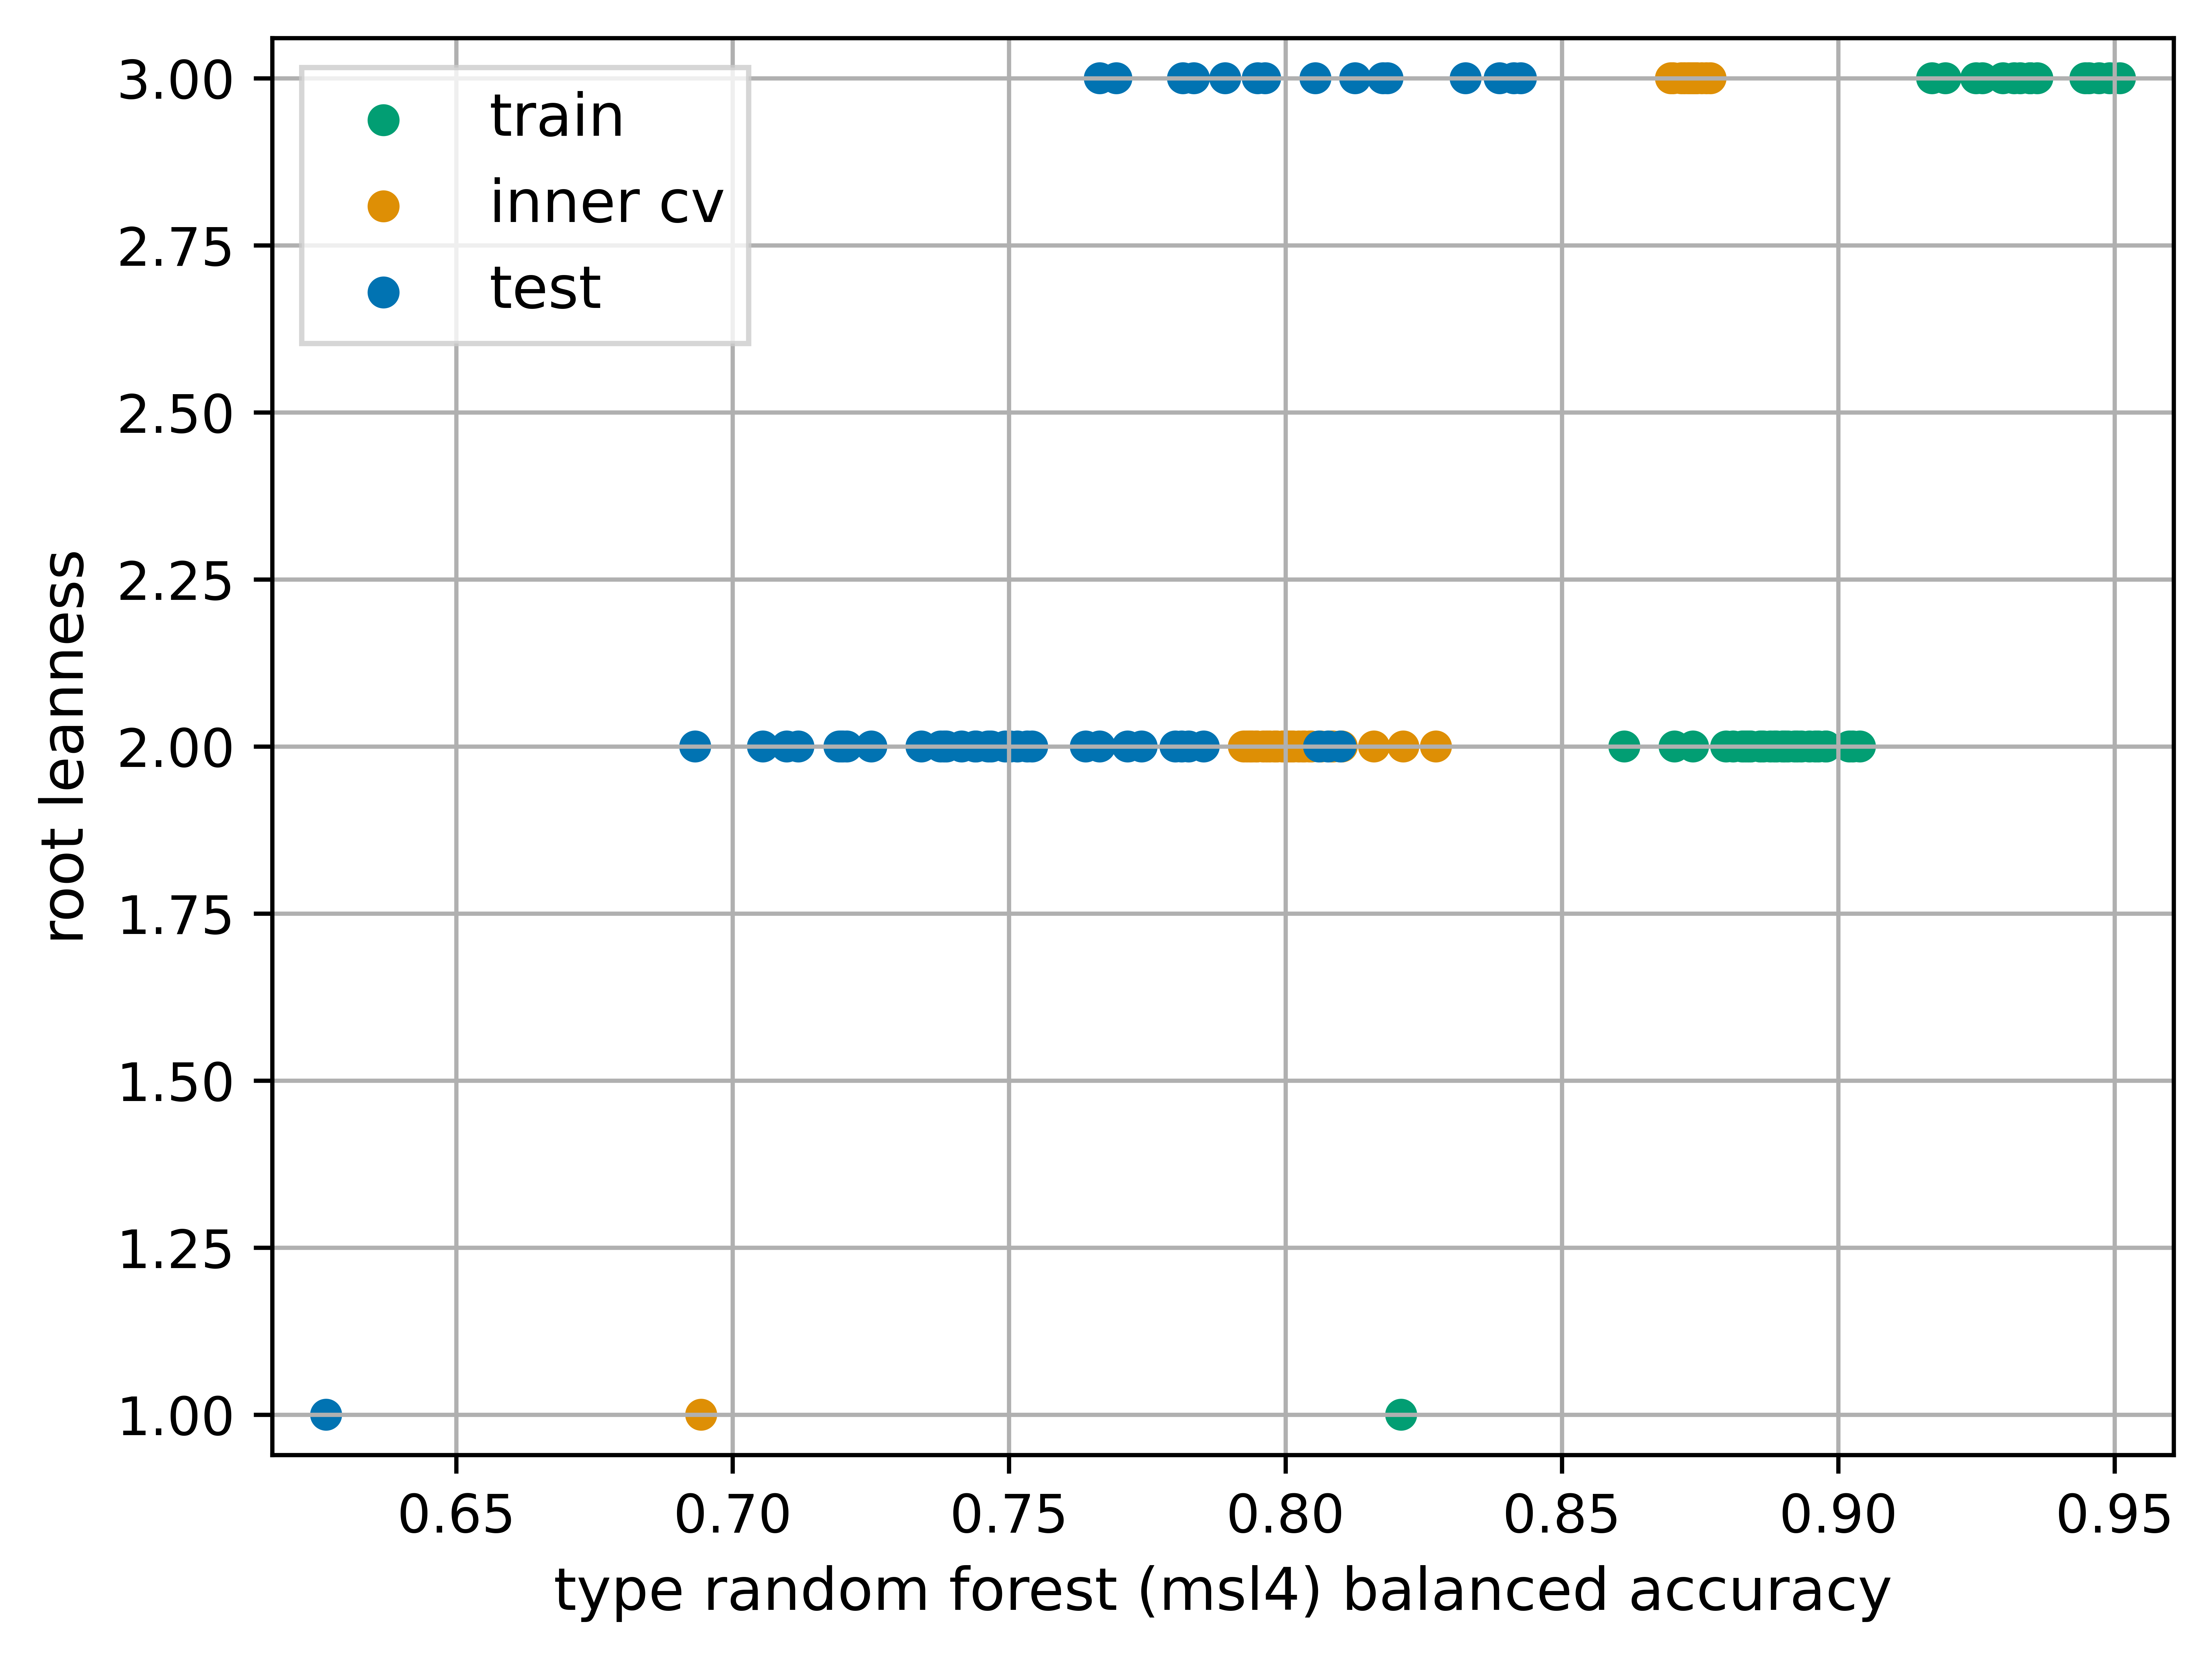 3.00
2.75
2.50
2.25
2.00
1.75
1.50
1.25
1.00
root leanness
train
inner cv
test
0.65 0.70 0.75 0.80 0.85 0.90 0.95
type random forest (msl4) balanced accuracy